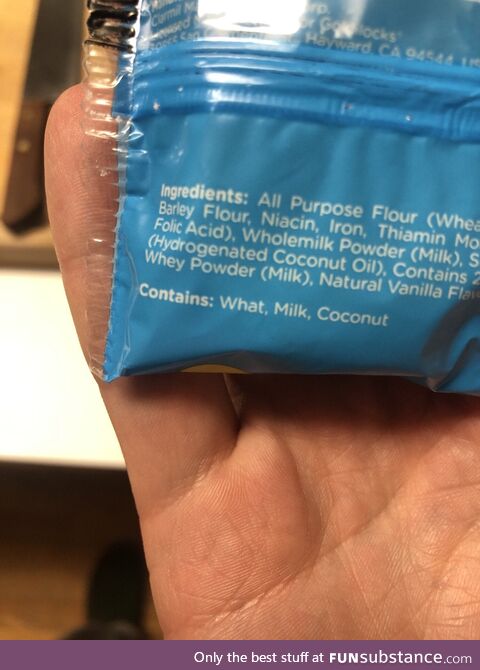 Goldilocks
Hayward, CA 94544
Ingredients: All Purpose Flour (Whea
Barley Flour, Niacin, Iron, Thiamin Mo
Folic Acid), Wholemilk Powder (Milk), S
(Hydrogenated Coconut Oil), Contains 2
Whey Powder (Milk), Natural Vanilla Fla
Contains: What, Milk, Coconut
Only the best stuff at FUNsubstance.com